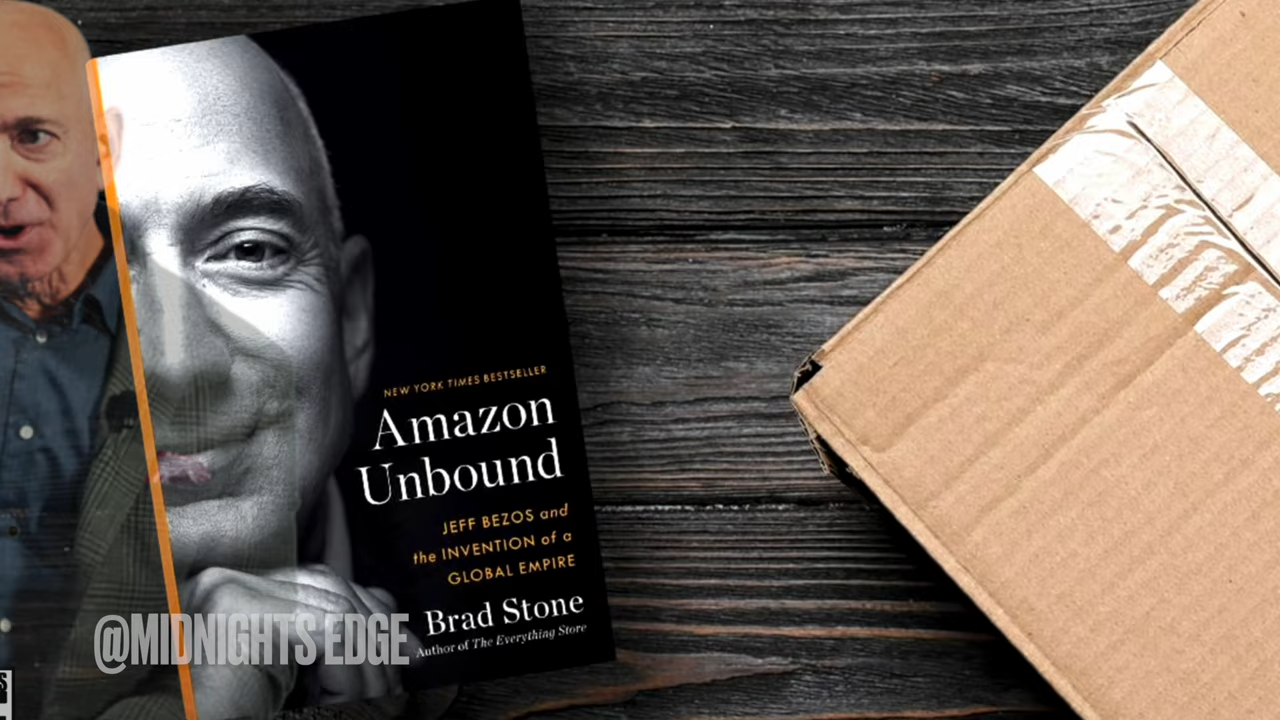 NEW YORK TIMES BESTSELLER
Amazon
Unbound
JEFF BEZOS and
the INVENTION of a
GLOBAL EMPIRE
Brad Stone
Author of The Everything Store
@MIDNIGHTS EDGE